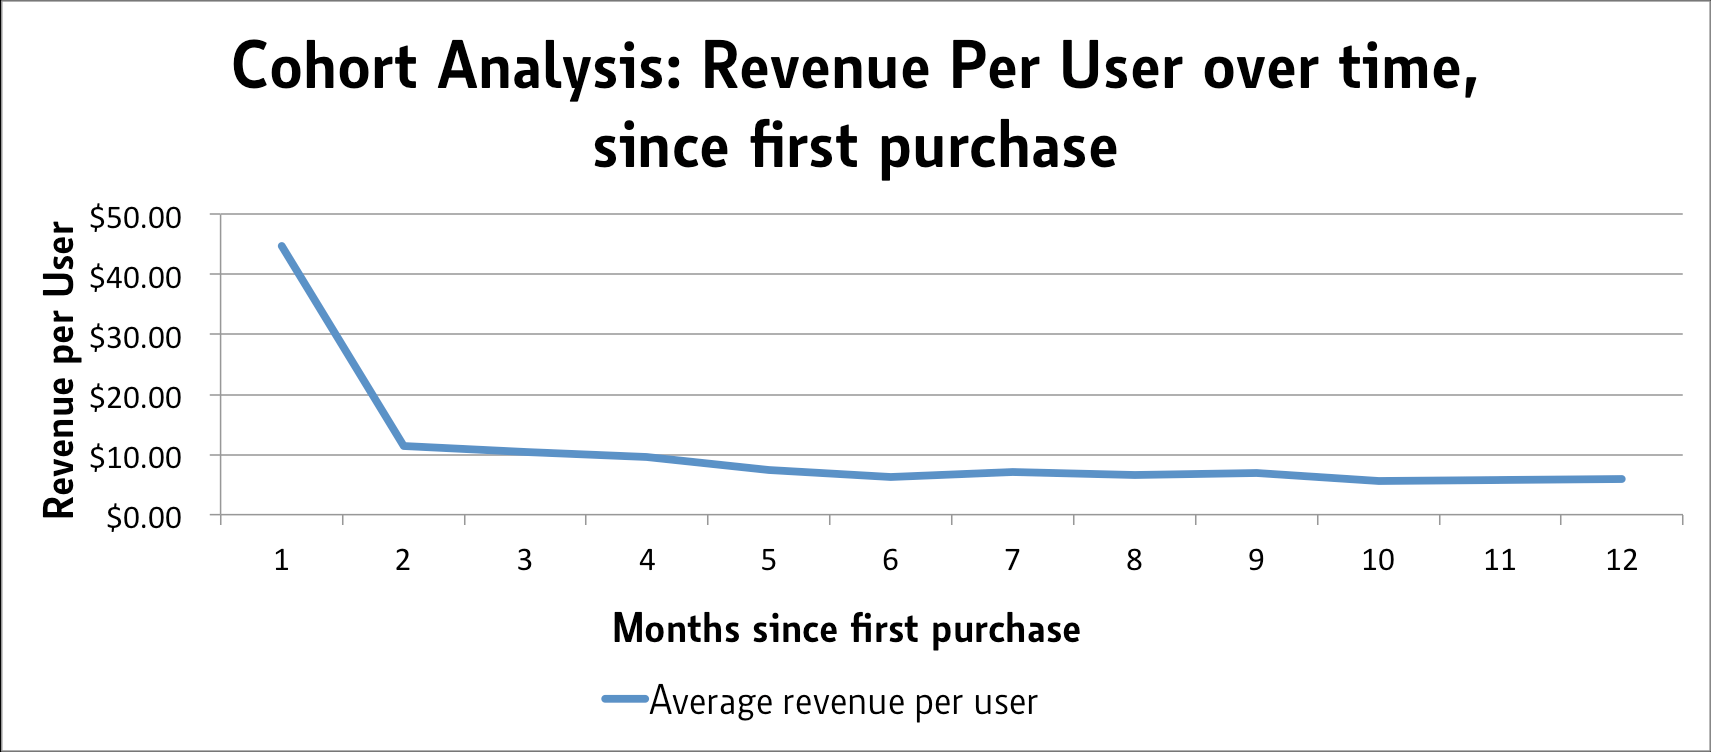 Cohort Analysis: Revenue Per User over time,
since first purchase
Revenue per User
$50.00
$40.00
$30.00
$20.00
$10.00
$0.00
1 2 3 4 5 6 7 8 9 10 11 12
Months since first purchase
Average revenue per user